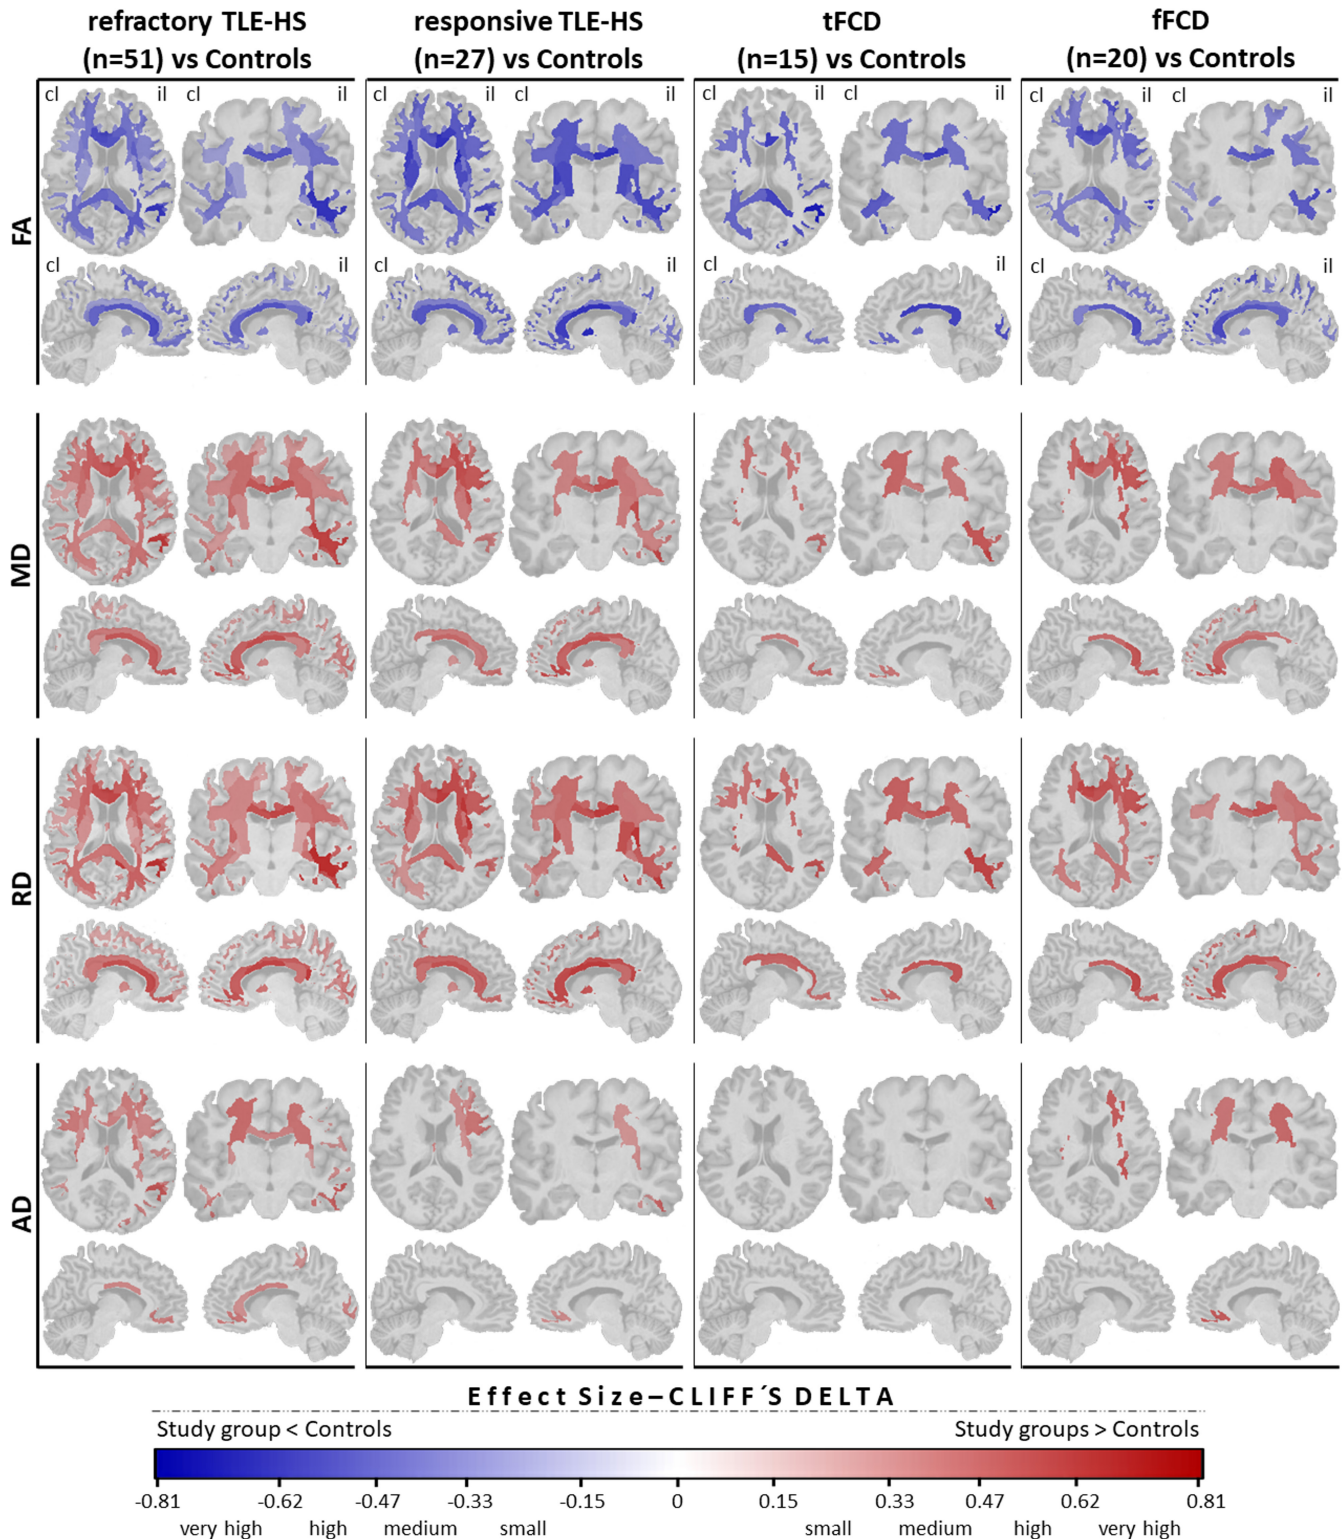 refractory TLE-HS
(n=51) vs Controls
responsive TLE-HS
(n=27) vs Controls
tFCD
(n=15) vs Controls
fFCD
(n=20) vs Controls
FA
cl il cl il
cl il
cl il cl il
cl il
cl il cl il
cl il
cl il cl il
cl il
MD
RD
AD
Effect Size–CLIFF´S DELTA
Study group < Controls
Study groups > Controls
-0.81 -0.62 -0.47 -0.33 -0.15 0 0.15 0.33 0.47 0.62 0.81
very high high medium small small medium high very high